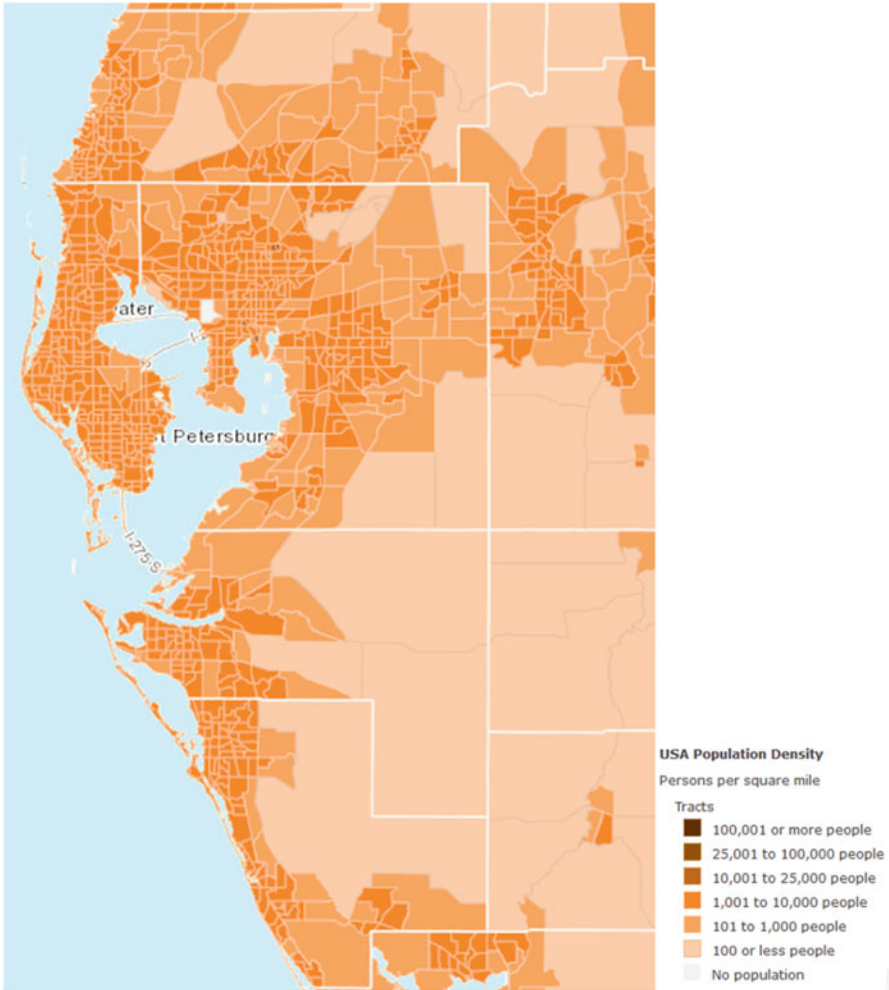 ater
I-2
t Petersburg
I-275-S
USA Population Density
Persons per square mile
Tracts
100,001 or more people
25,001 to 100,000 people
10,001 to 25,000 people
1,001 to 10,000 people
101 to 1,000 people
100 or less people
No population